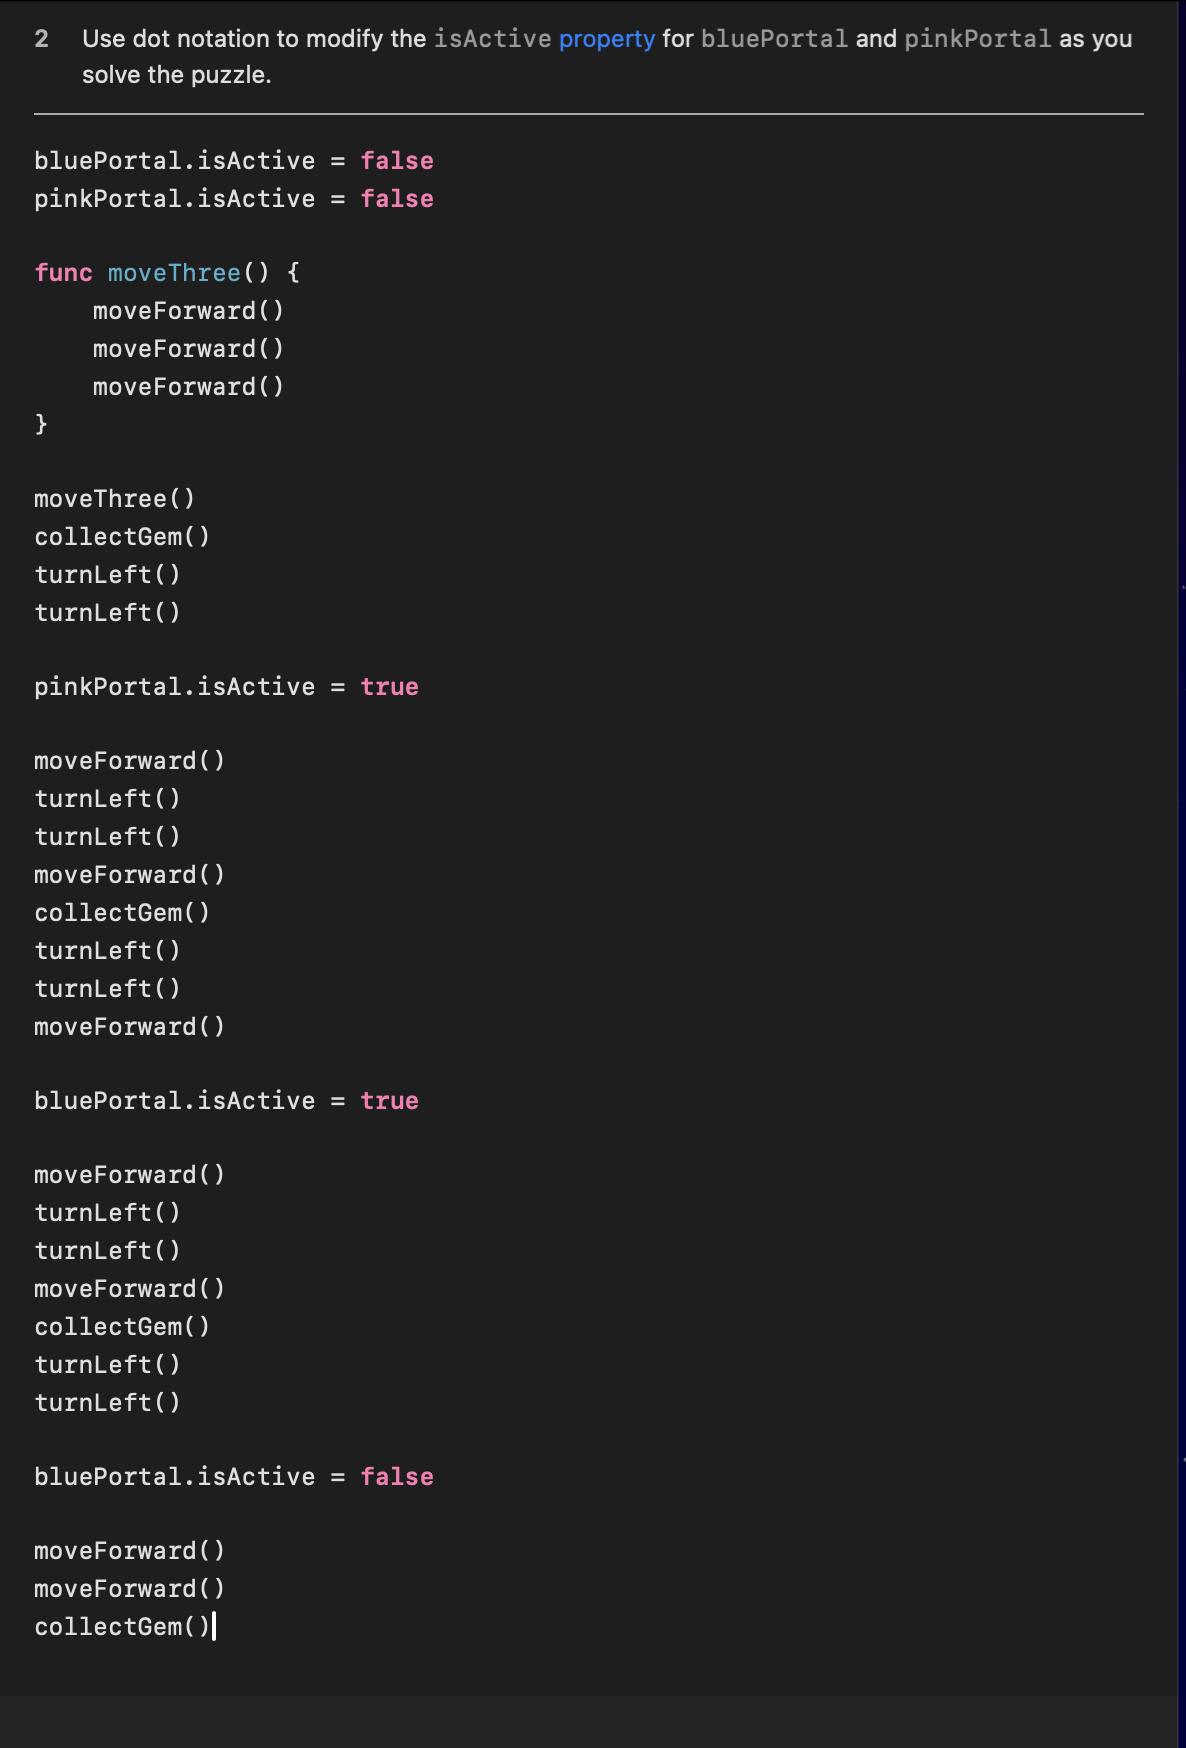 2 Use dot notation to modify the isActive property for bluePortal and pinkPortal as you
solve the puzzle.
bluePortal.isActive = false
pinkPortal.isActive = false
func moveThree() {
    moveForward()
    moveForward()
    moveForward()
}
moveThree()
collectGem()
turnLeft()
turnLeft()
pinkPortal.isActive = true
moveForward()
turnLeft()
turnLeft()
moveForward()
collectGem()
turnLeft()
turnLeft()
moveForward()
bluePortal.isActive = true
moveForward()
turnLeft()
turnLeft()
moveForward()
collectGem()
turnLeft()
turnLeft()
bluePortal.isActive = false
moveForward()
moveForward()
collectGem()